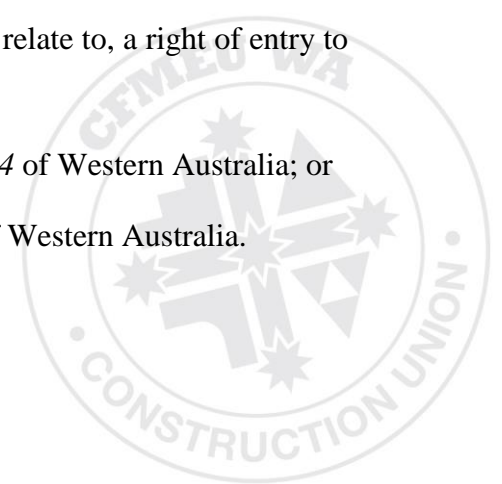 relate to, a right of entry to
4 of Western Australia; or
f Western Australia.
CFMEU WA
CONSTRUCTION UNION